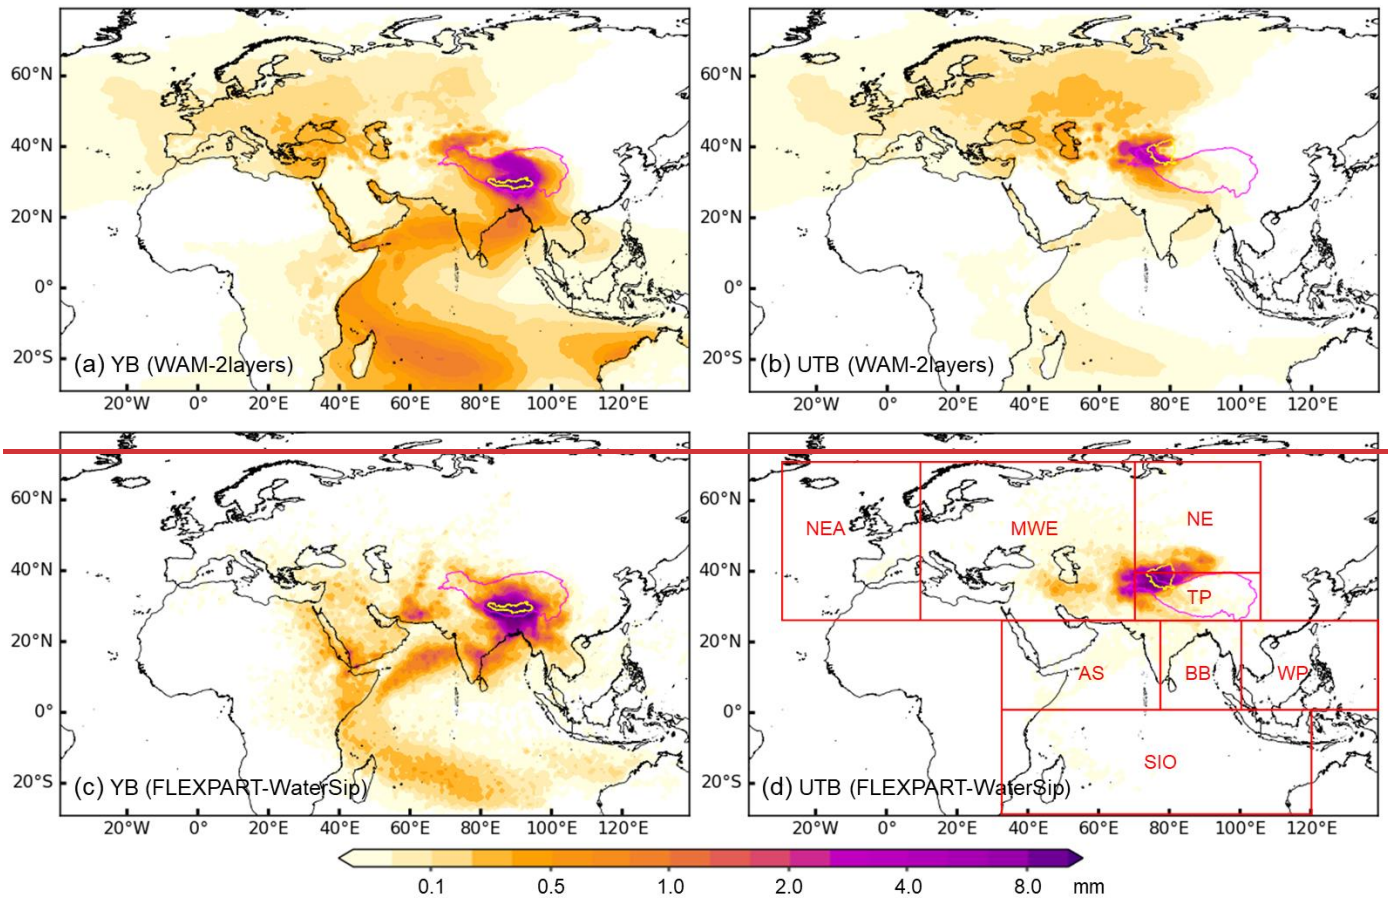 60°N
40°N
20°N
0°
20°S
(a) YB (WAM-2layers)
20°W 0° 20°E 40°E 60°E 80°E 100°E 120°E
60°N
40°N
20°N
0°
20°S
(b) UTB (WAM-2layers)
20°W 0° 20°E 40°E 60°E 80°E 100°E 120°E
60°N
40°N
20°N
0°
20°S
(c) YB (FLEXPART-WaterSip)
20°W 0° 20°E 40°E 60°E 80°E 100°E 120°E
60°N
40°N
20°N
0°
20°S
NEA MWE NE
TP
AS BB WP
SIO
(d) UTB (FLEXPART-WaterSip)
20°W 0° 20°E 40°E 60°E 80°E 100°E 120°E
0.1 0.5 1.0 2.0 4.0 8.0 mm